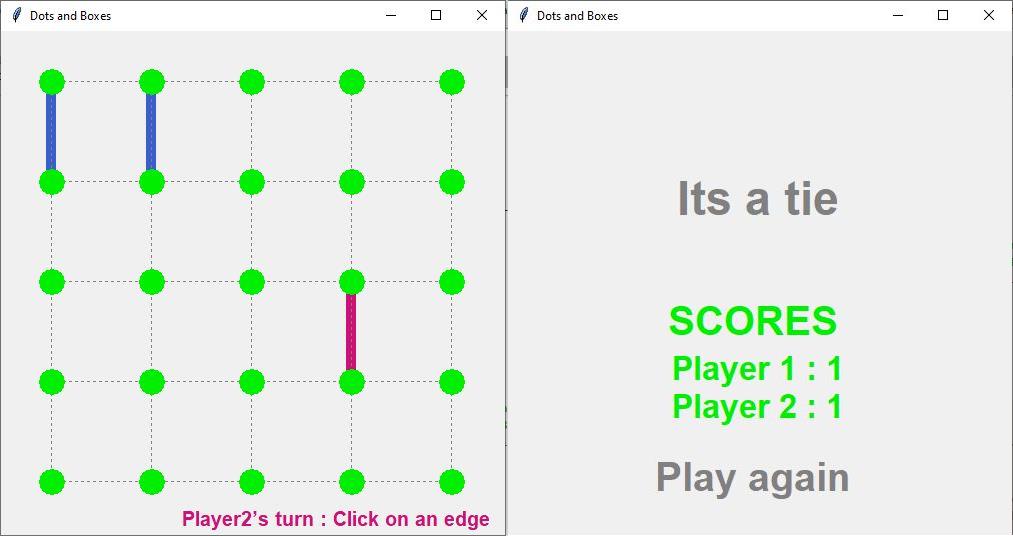 Dots and Boxes
Player2's turn : Click on an edge
Dots and Boxes
Its a tie
SCORES
Player 1 : 1
Player 2 : 1
Play again